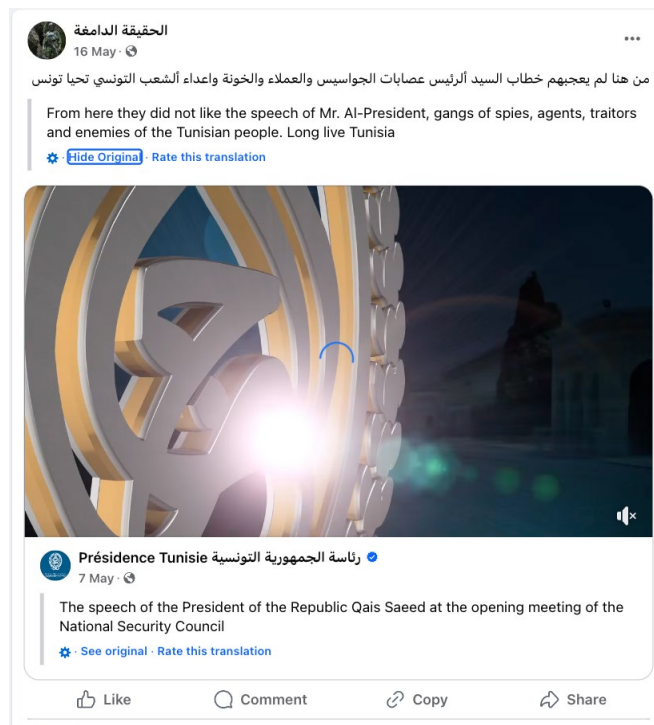 الحقيقة الدامغة
16 May ·
من هنا لم يعجبهم خطاب السيد ألرئيس عصابات الجواسيس والعملاء والخونة واعداء ألشعب التونسي تحيا تونس
From here they did not like the speech of Mr. Al-President, gangs of spies, agents, traitors
and enemies of the Tunisian people. Long live Tunisia
· Hide Original · Rate this translation
Présidence Tunisie رئاسة الجمهورية التونسية
7 May ·
The speech of the President of the Republic Qais Saeed at the opening meeting of the
National Security Council
· See original · Rate this translation
Like Comment Copy Share